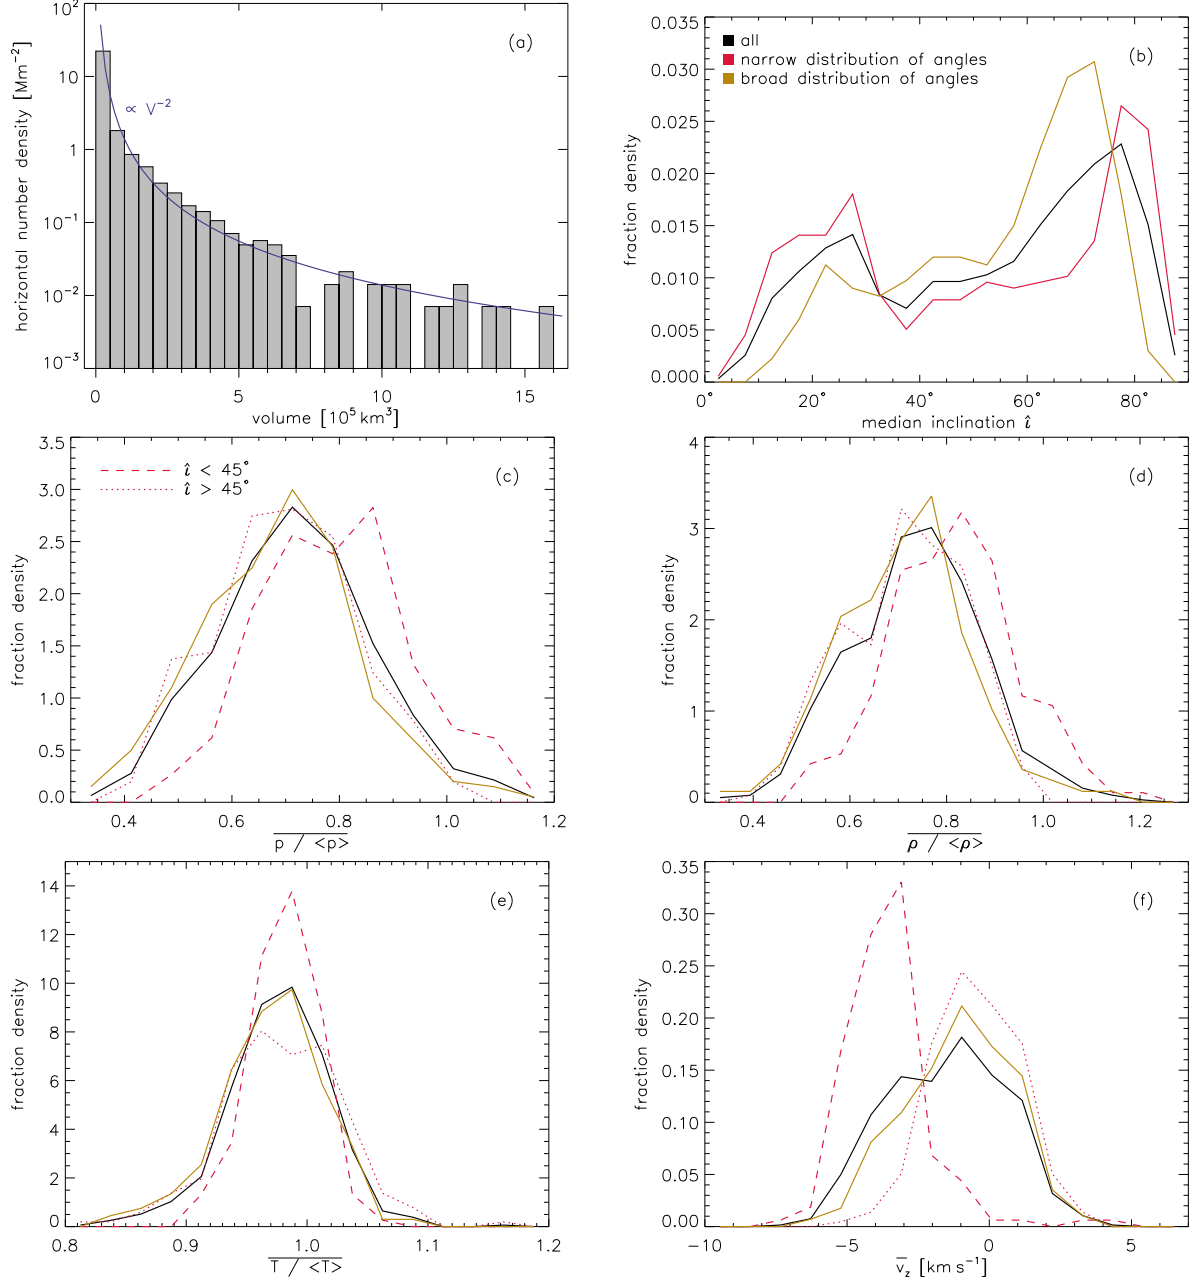 (a)
∝ V⁻²
10²
10
1
10⁻¹
10⁻²
10⁻³
horizontal number density [Mm⁻²]
0 5 10 15
volume [10⁵ km³]
(b)
all
narrow distribution of angles
broad distribution of angles
0.035
0.030
0.025
0.020
0.015
0.010
0.005
0.000
fraction density
0° 20° 40° 60° 80°
median inclination î
(c)
î < 45°
î > 45°
3.5
3.0
2.5
2.0
1.5
1.0
0.5
0.0
fraction density
0.4 0.6 0.8 1.0 1.2
p / <p>
(d)
4
3
2
1
0
fraction density
0.4 0.6 0.8 1.0 1.2
ρ / <ρ>
(e)
14
12
10
8
6
4
2
0
fraction density
0.8 0.9 1.0 1.1 1.2
T / <T>
(f)
0.35
0.30
0.25
0.20
0.15
0.10
0.05
0.00
fraction density
−10 −5 0 5
v̄z [km s⁻¹]